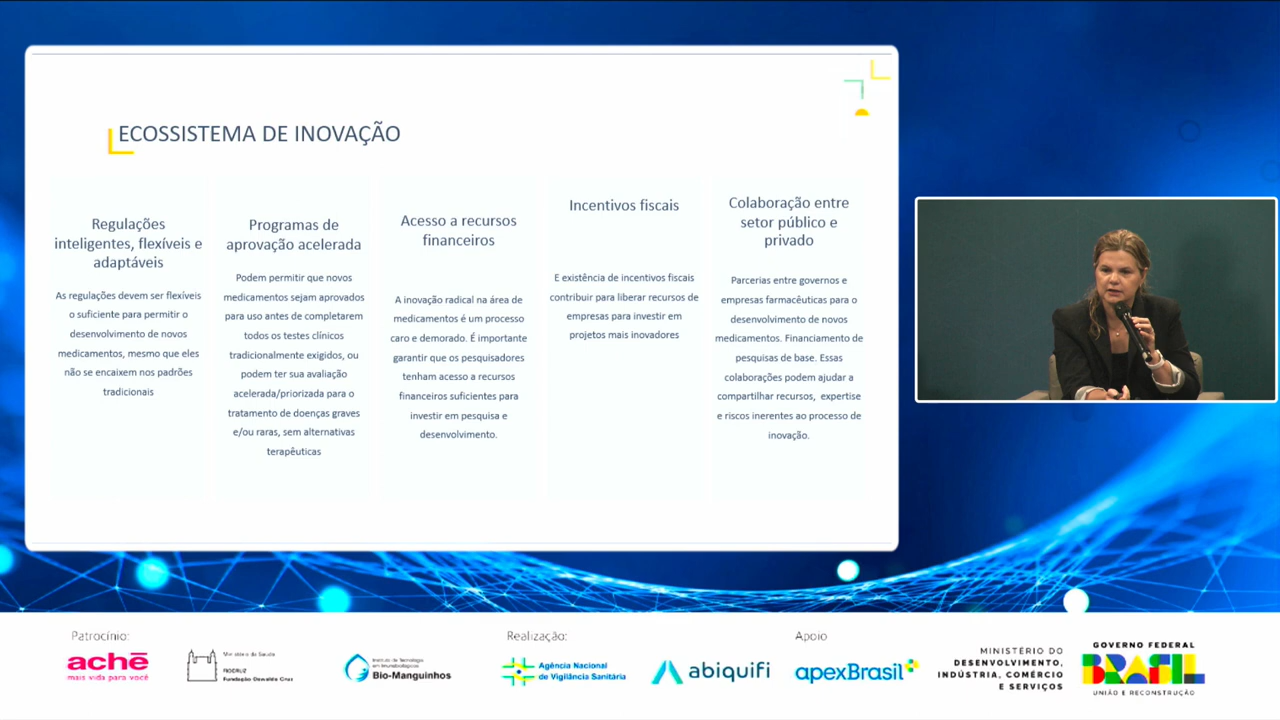 ECOSSISTEMA DE INOVAÇÃO
Regulações
inteligentes, flexíveis e
adaptáveis
As regulações devem ser flexíveis
o suficiente para permitir o
desenvolvimento de novos
medicamentos, mesmo que eles
não se encaixem nos padrões
tradicionais
Programas de
aprovação acelerada
Podem permitir que novos
medicamentos sejam aprovados
para uso antes de completarem
todos os testes clínicos
tradicionalmente exigidos, ou
podem ter sua avaliação
acelerada/priorizada para o
tratamento de doenças graves
e/ou raras, sem alternativas
terapêuticas
Acesso a recursos
financeiros
A inovação radical na área de
medicamentos é um processo
caro e demorado. É importante
garantir que os pesquisadores
tenham acesso a recursos
financeiros suficientes para
investir em pesquisa e
desenvolvimento.
Incentivos fiscais
E existência de incentivos fiscais
contribuir para liberar recursos de
empresas para investir em
projetos mais inovadores
Colaboração entre
setor público e
privado
Parcerias entre governos e
empresas farmacêuticas para o
desenvolvimento de novos
medicamentos. Financiamento de
pesquisas de base. Essas
colaborações podem ajudar a
compartilhar recursos, expertise
e riscos inerentes ao processo de
inovação.
Patrocínio:
achē
mais vida para você
Ministério da Saúde
FIOCRUZ
Fundação Oswaldo Cruz
Instituto de Tecnologia
em Imunobiológicos
Bio-Manguinhos
Realização:
Agência Nacional
de Vigilância Sanitária
abiquifi
Apoio
apexBrasil
MINISTÉRIO DO
DESENVOLVIMENTO,
INDÚSTRIA, COMÉRCIO
E SERVIÇOS
GOVERNO FEDERAL
BRASIL
UNIÃO E RECONSTRUÇÃO